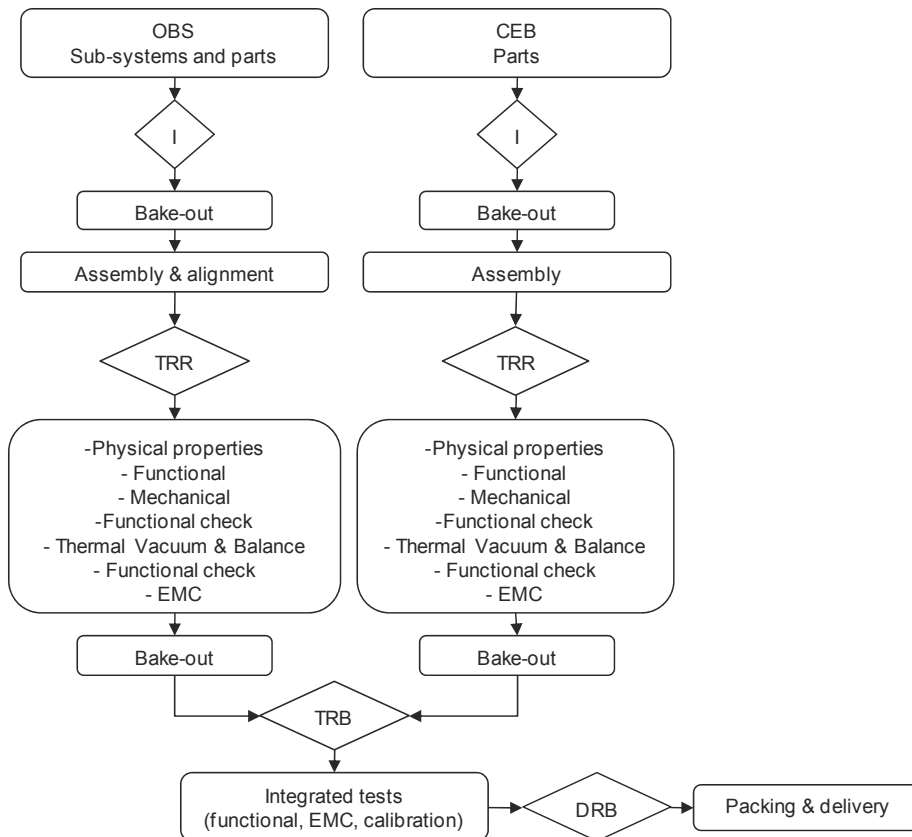 OBS
Sub-systems and parts
CEB
Parts
I
I
Bake-out
Bake-out
Assembly & alignment
Assembly
TRR
TRR
-Physical properties
- Functional
- Mechanical
-Functional check
- Thermal Vacuum & Balance
- Functional check
- EMC
-Physical properties
- Functional
- Mechanical
-Functional check
- Thermal Vacuum & Balance
- Functional check
- EMC
Bake-out
Bake-out
TRB
Integrated tests
(functional, EMC, calibration)
DRB
Packing & delivery